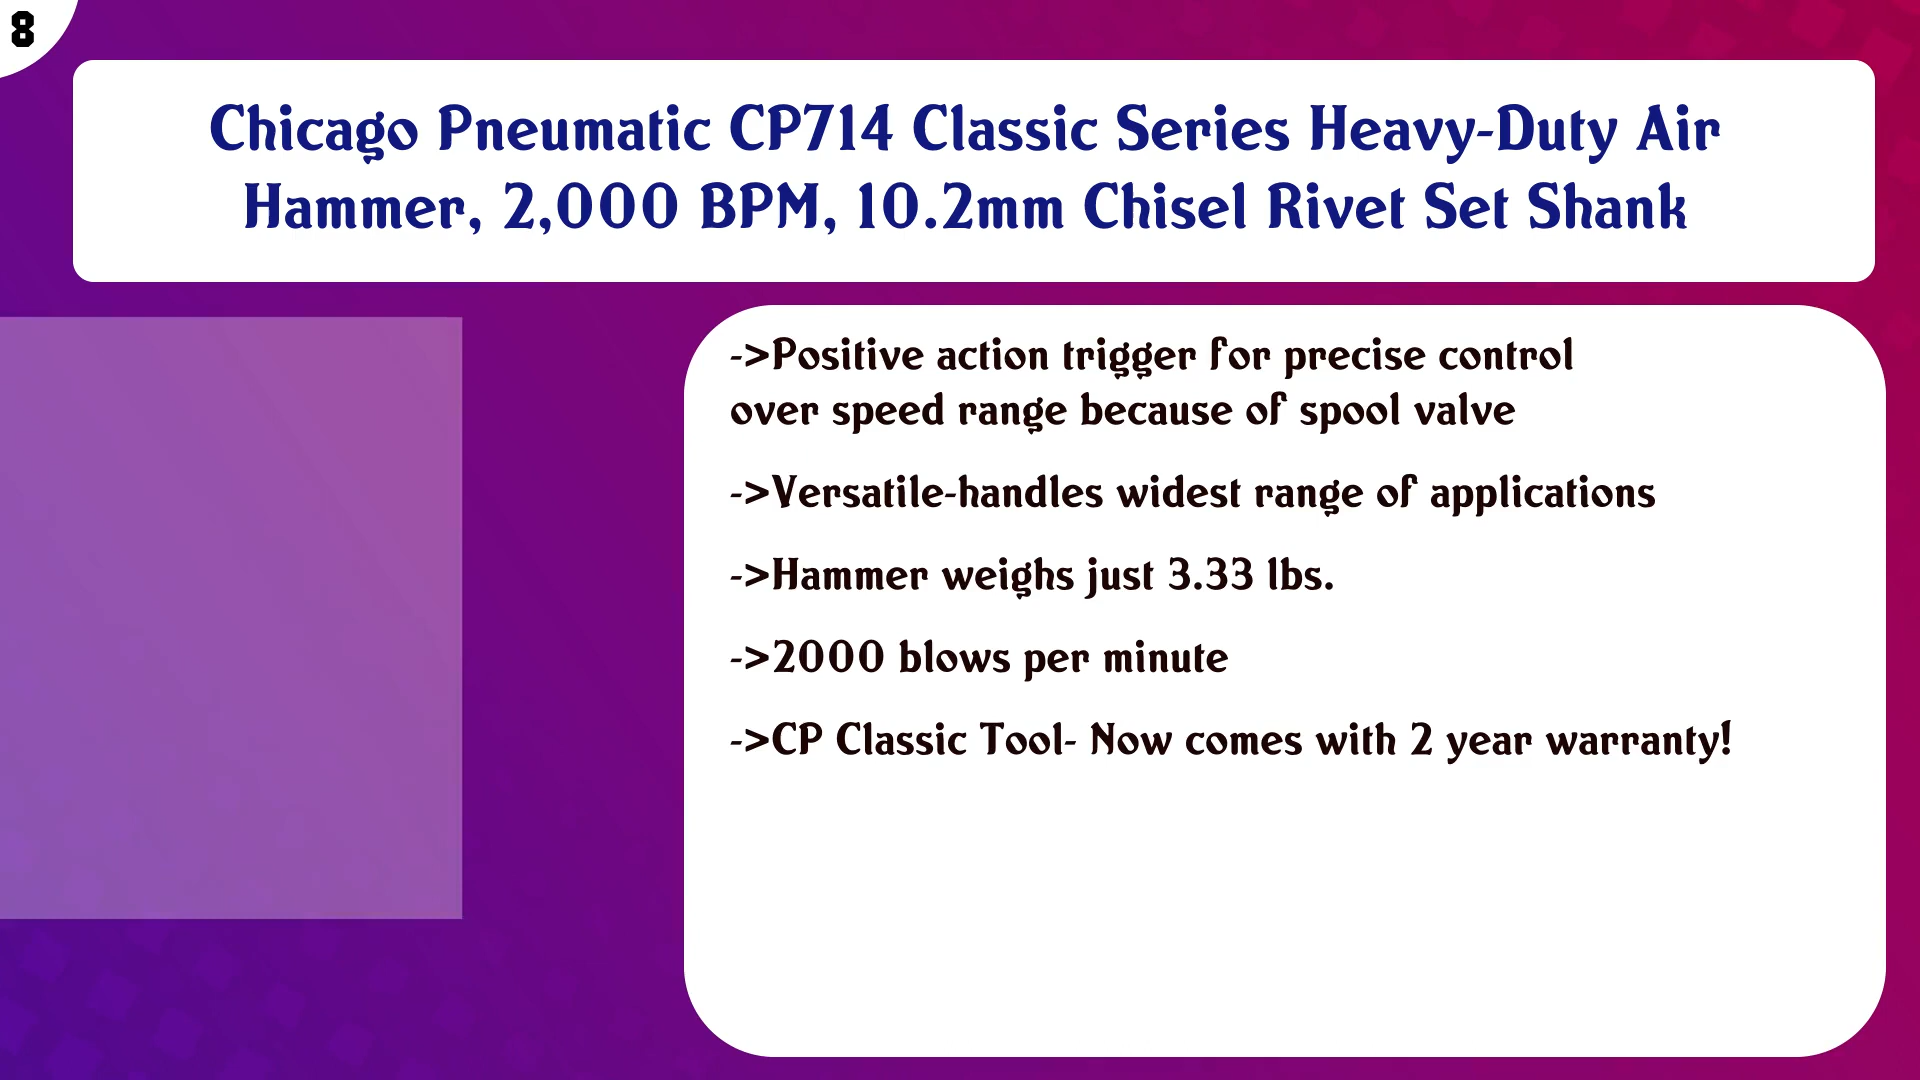 8
Chicago Pneumatic CP714 Classic Series Heavy-Duty Air
Hammer, 2,000 BPM, 10.2mm Chisel Rivet Set Shank
->Positive action trigger for precise control
over speed range because of spool valve
->Versatile-handles widest range of applications
->Hammer weighs just 3.33 lbs.
->2000 blows per minute
->CP Classic Tool- Now comes with 2 year warranty!